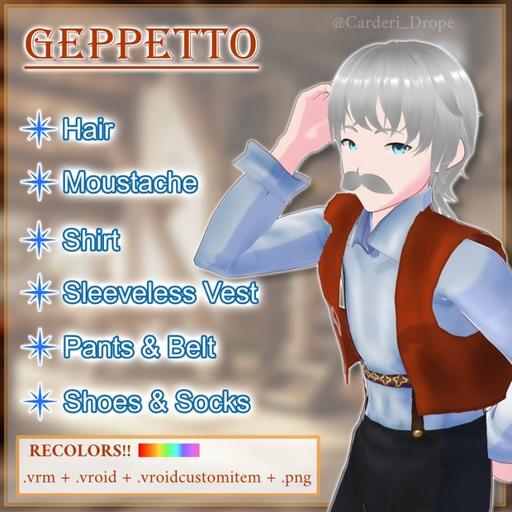 @Carderi_Drope
GEPPETTO
Hair
Moustache
Shirt
Sleeveless Vest
Pants & Belt
Shoes & Socks
RECOLORS!!
.vrm + .vroid + .vroidcustomitem + .png